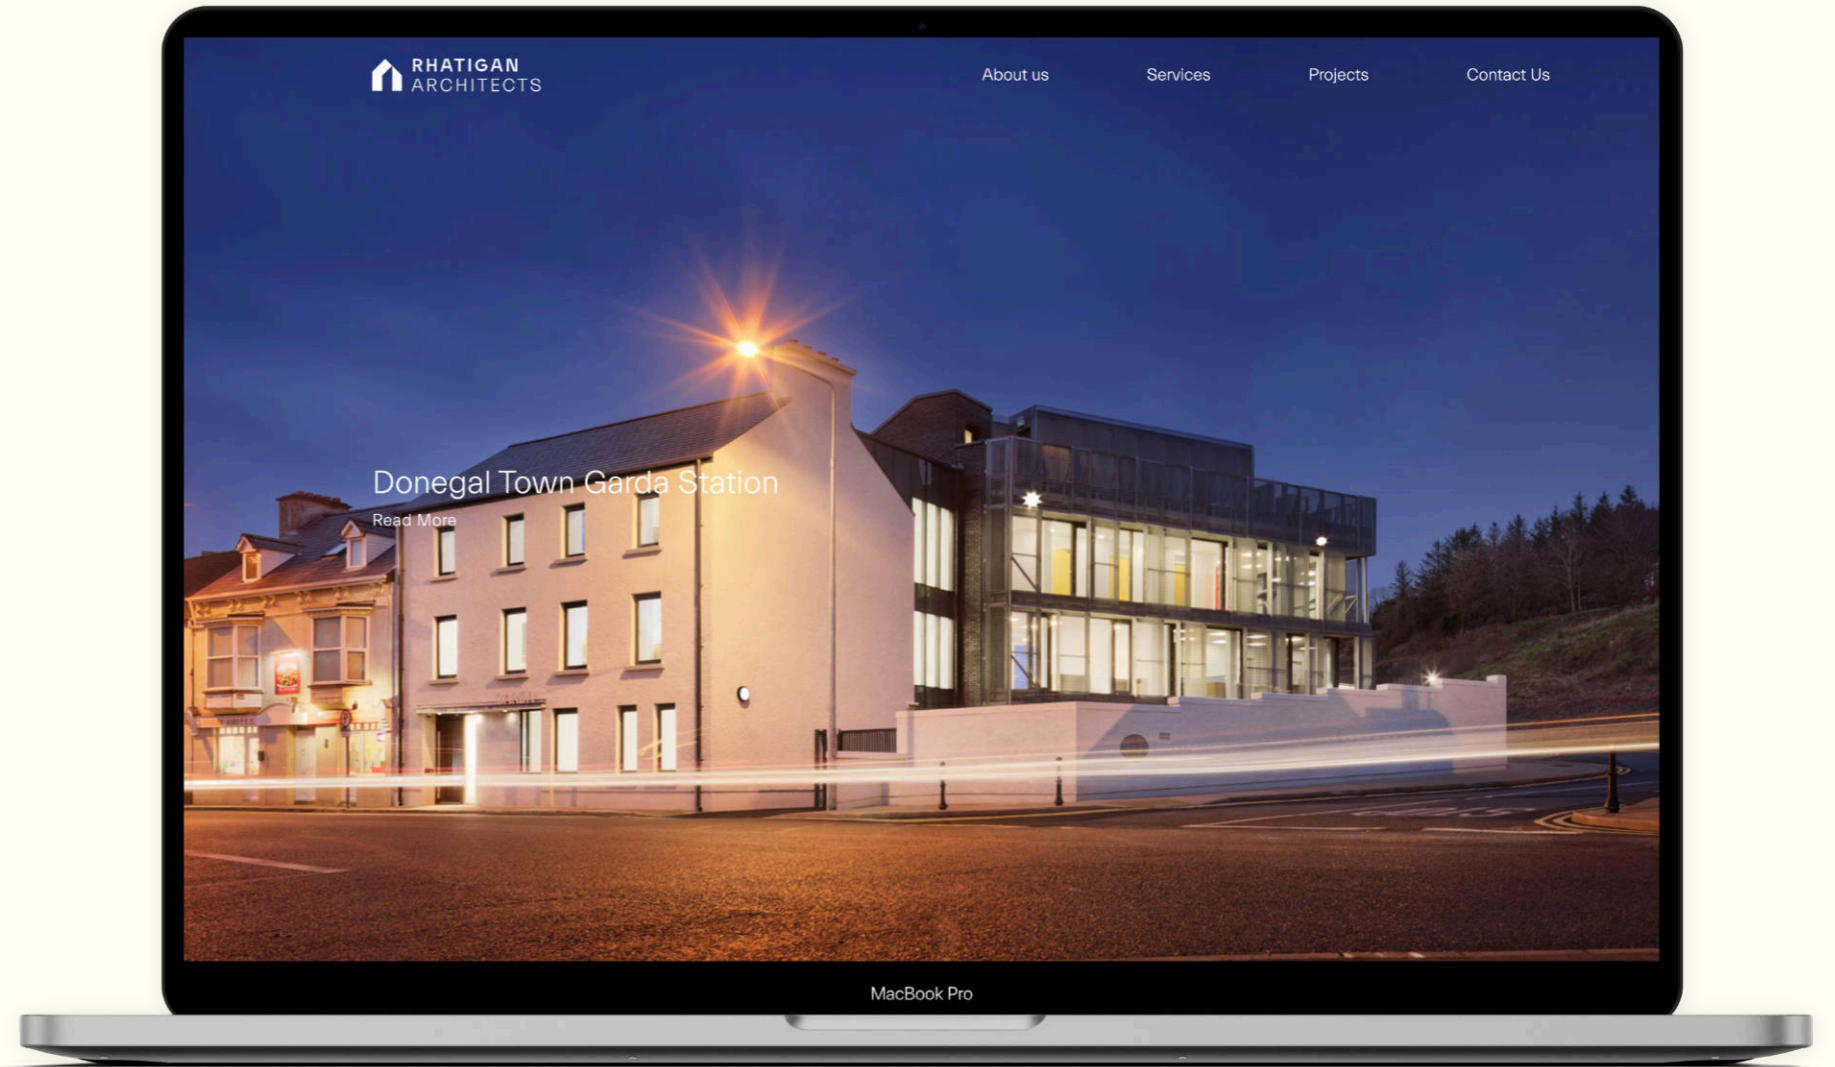 RHATIGAN
ARCHITECTS
About us
Services
Projects
Contact Us
Donegal Town Garda Station
Read More
MacBook Pro